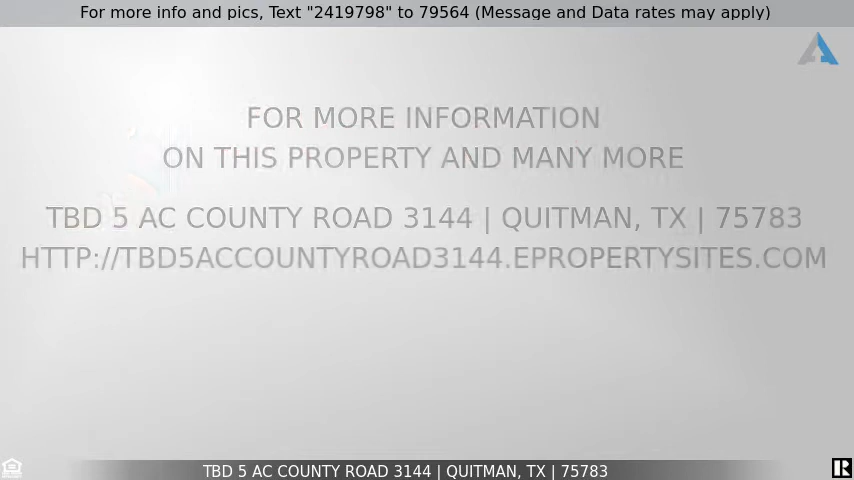 For more info and pics, Text "2419798" to 79564 (Message and Data rates may apply)
FOR MORE INFORMATION
ON THIS PROPERTY AND MANY MORE
TBD 5 AC COUNTY ROAD 3144 | QUITMAN, TX | 75783
HTTP://TBD5ACCOUNTYROAD3144.EPROPERTYSITES.COM
TBD 5 AC COUNTY ROAD 3144 | QUITMAN, TX | 75783